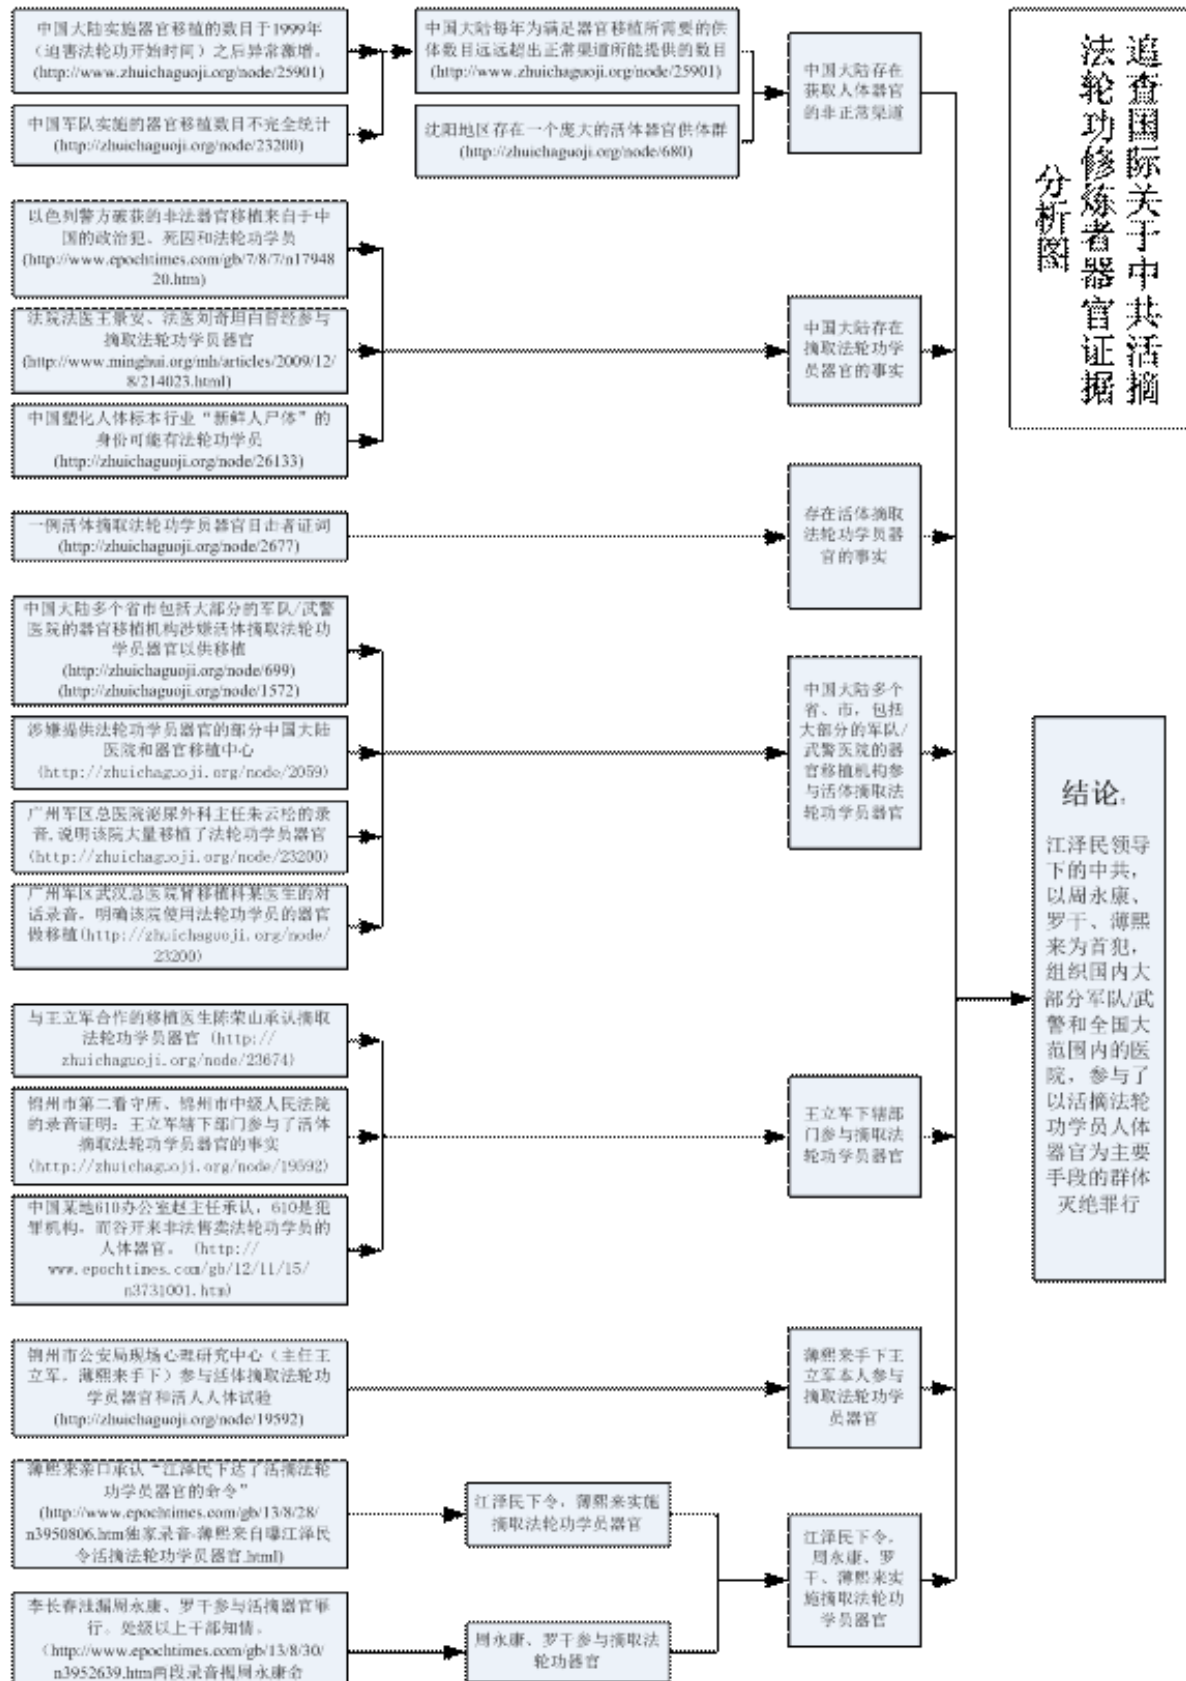 追查国际关于中共活摘
法轮功修炼者器官证据
分析图
中国大陆实施器官移植的数目于1999年
（迫害法轮功开始时间）之后异常激增。
(http://www.zhuichaguoji.org/node/25901)
中国军队实施的器官移植数目不完全统计
(http://zhuichaguoji.org/node/23200)
中国大陆每年为满足器官移植所需要的供
体数目远远超出正常渠道所能提供的数目
(http://www.zhuichaguoji.org/node/25901)
沈阳地区存在一个庞大的活体器官供体群
(http://zhuichaguoji.org/node/680)
中国大陆存在
获取人体器官
的非正常渠道
以色列警方破获的非法器官移植来自于中
国的政治犯、死囚和法轮功学员
(http://www.epochtimes.com/gb/7/8/7/n17948
20.htm)
法院法医王景安、法医刘奇坦白曾经参与
摘取法轮功学员器官
(http://www.minghui.org/mh/articles/2009/12/
8/214023.html)
中国塑化人体标本行业“新鲜人尸体”的
身份可能有法轮功学员
(http://zhuichaguoji.org/node/26133)
中国大陆存在
摘取法轮功学
员器官的事实
一例活体摘取法轮功学员器官目击者证词
(http://zhuichaguoji.org/node/2677)
存在活体摘取
法轮功学员器
官的事实
中国大陆多个省市包括大部分的军队/武警
医院的器官移植机构涉嫌活体摘取法轮功
学员器官以供移植
(http://zhuichaguoji.org/node/699)
(http://zhuichaguoji.org/node/1572)
涉嫌提供法轮功学员器官的部分中国大陆
医院和器官移植中心
(http://zhuichaguoji.org/node/2059)
广州军区总医院泌尿外科主任朱云松的录
音,说明该院大量移植了法轮功学员器官
(http://zhuichaguoji.org/node/23200)
广州军区武汉总医院肾移植科某医生的对
话录音，明确该院使用法轮功学员的器官
做移植(http://zhuichaguoji.org/node/
23200)
中国大陆多个
省、市，包括
大部分的军队/
武警医院的器
官移植机构参
与活体摘取法
轮功学员器官
与王立军合作的移植医生陈荣山承认摘取
法轮功学员器官 (http://
zhuichaguoji.org/node/23674)
锦州市第二看守所、锦州市中级人民法院
的录音证明：王立军辖下部门参与了活体
摘取法轮功学员器官的事实
(http://zhuichaguoji.org/node/19592)
中国某地610办公室赵主任承认，610是犯
罪机构，而谷开来非法售卖法轮功学员的
人体器官。 (http://
www.epochtimes.com/gb/12/11/15/
n3731001.htm)
王立军下辖部
门参与摘取法
轮功学员器官
锦州市公安局现场心理研究中心（主任王
立军，薄熙来手下）参与活体摘取法轮功
学员器官和活人人体试验
(http://zhuichaguoji.org/node/19592)
薄熙来手下王
立军本人参与
摘取法轮功学
员器官
薄熙来亲口承认“江泽民下达了活摘法轮
功学员器官的命令”
(http://www.epochtimes.com/gb/13/8/28/
n3950806.htm独家录音-薄熙来自曝江泽民
令活摘法轮功学员器官.html)
江泽民下令，薄熙来实施
摘取法轮功学员器官
李长春泄漏周永康、罗干参与活摘器官罪
行。处级以上干部知情。
(http://www.epochtimes.com/gb/13/8/30/
n3952639.htm两段录音揭周永康命
周永康、罗干参与摘取法
轮功器官
江泽民下令，
周永康、罗
干、薄熙来实
施摘取法轮功
学员器官
结论：
江泽民领导
下的中共，
以周永康、
罗干、薄熙
来为首犯，
组织国内大
部分军队/武
警和全国大
范围内的医
院，参与了
以活摘法轮
功学员人体
器官为主要
手段的群体
灭绝罪行